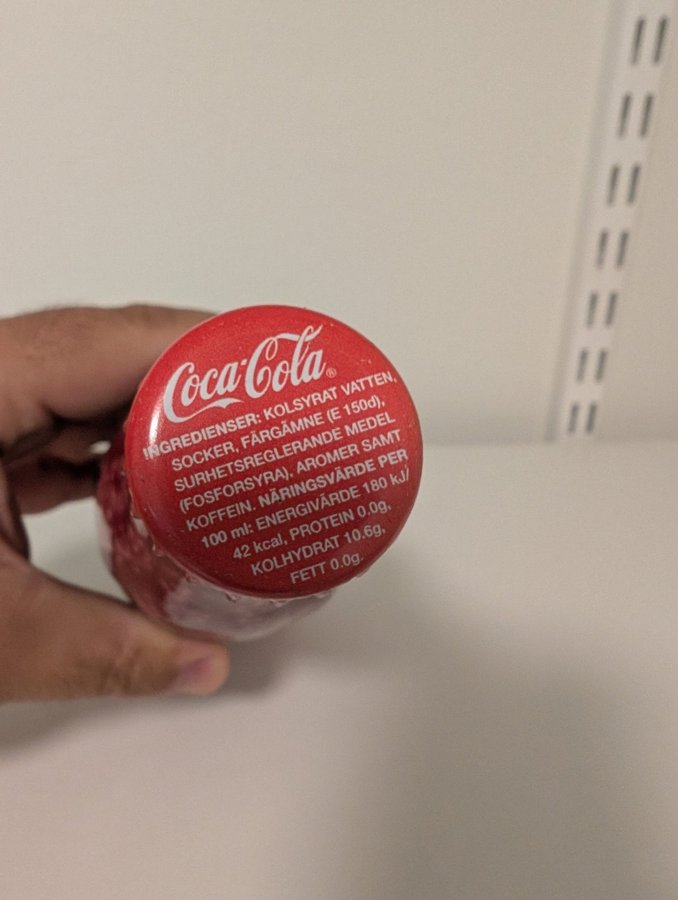 Coca-Cola®
INGREDIENSER: KOLSYRAT VATTEN,
SOCKER, FÄRGÄMNE (E 150d),
SURHETSREGLERANDE MEDEL
(FOSFORSYRA), AROMER SAMT
KOFFEIN. NÄRINGSVÄRDE PER
100 ml: ENERGIVÄRDE 180 kJ/
42 kcal, PROTEIN 0.0g,
KOLHYDRAT 10.6g,
FETT 0.0g.